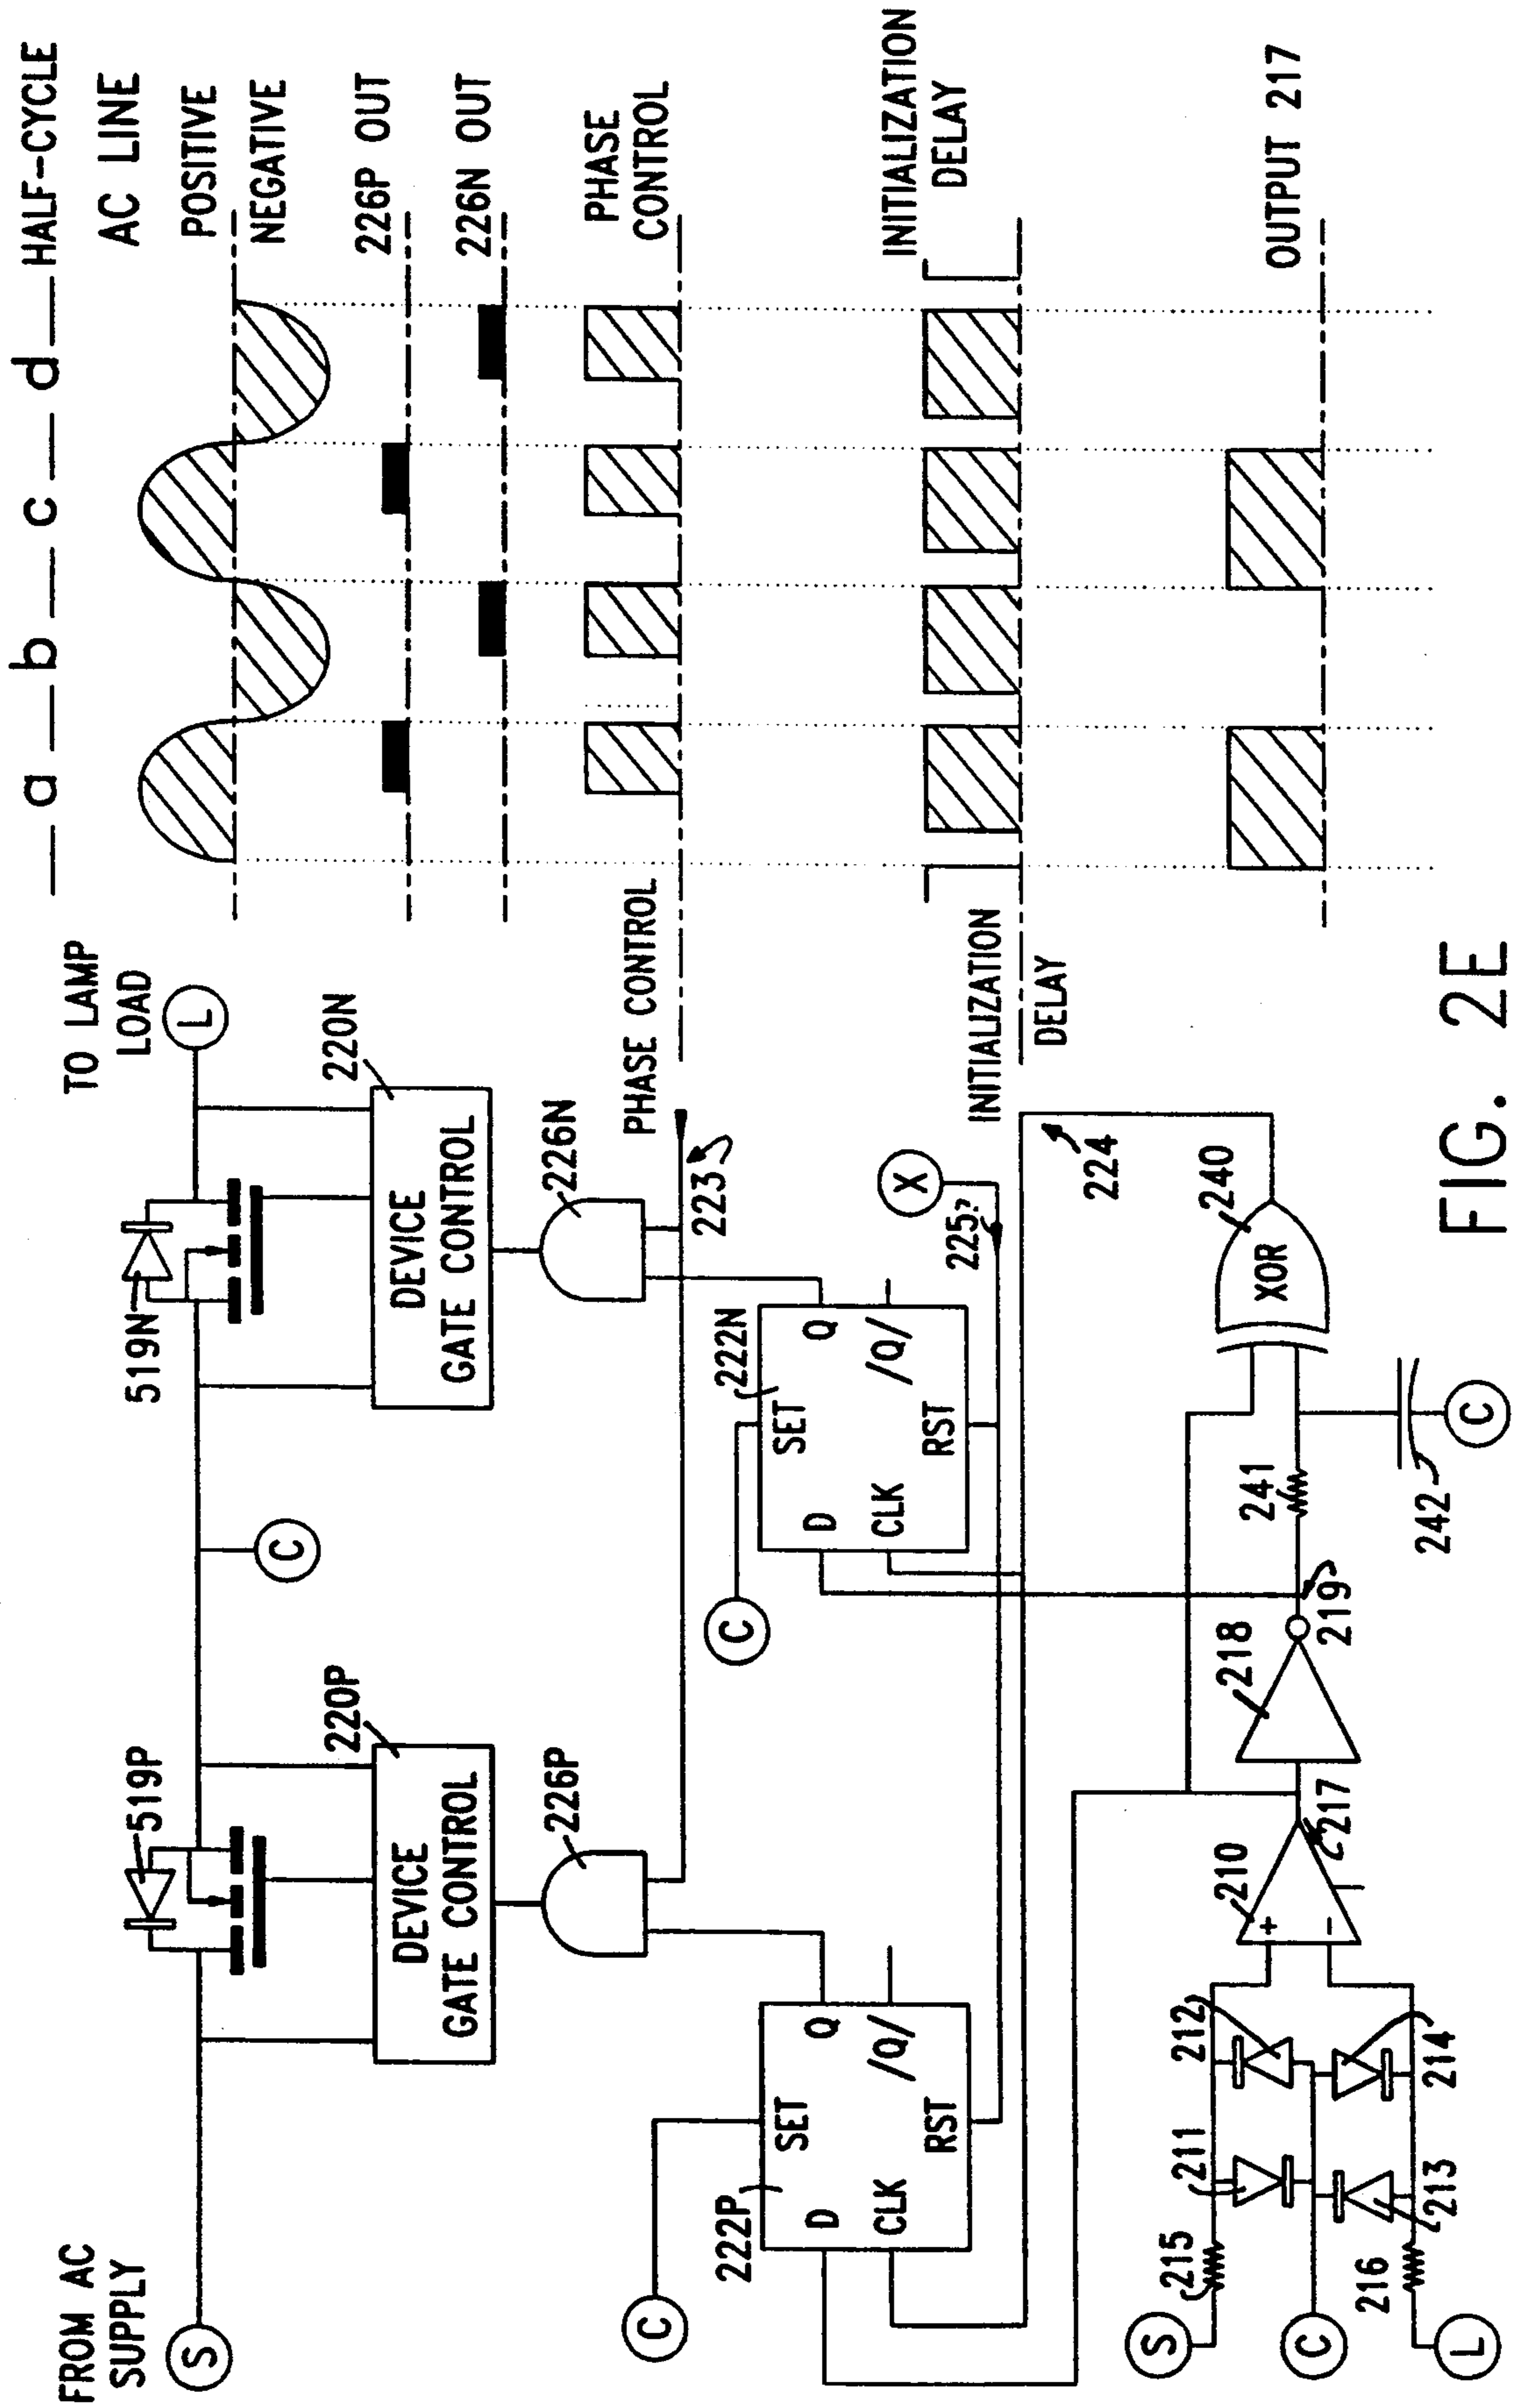 a b c d HALF-CYCLE
AC LINE
POSITIVE
NEGATIVE
226P OUT
226N OUT
PHASE
CONTROL
INITIALIZATION
DELAY
OUTPUT 217
FROM AC
SUPPLY
S
519P
C
519N
TO LAMP
LOAD
L
220P
DEVICE
GATE CONTROL
220N
DEVICE
GATE CONTROL
226P
226N
PHASE CONTROL
223
C
222P
SET
D
Q
CLK
/Q/
RST
C
222N
SET
D
Q
CLK
/Q/
RST
X
225
INITIALIZATION
DELAY
224
S
215
211
212
C
216
213
214
L
210
+
-
217
218
219
241
242
C
XOR
240
FIG. 2E